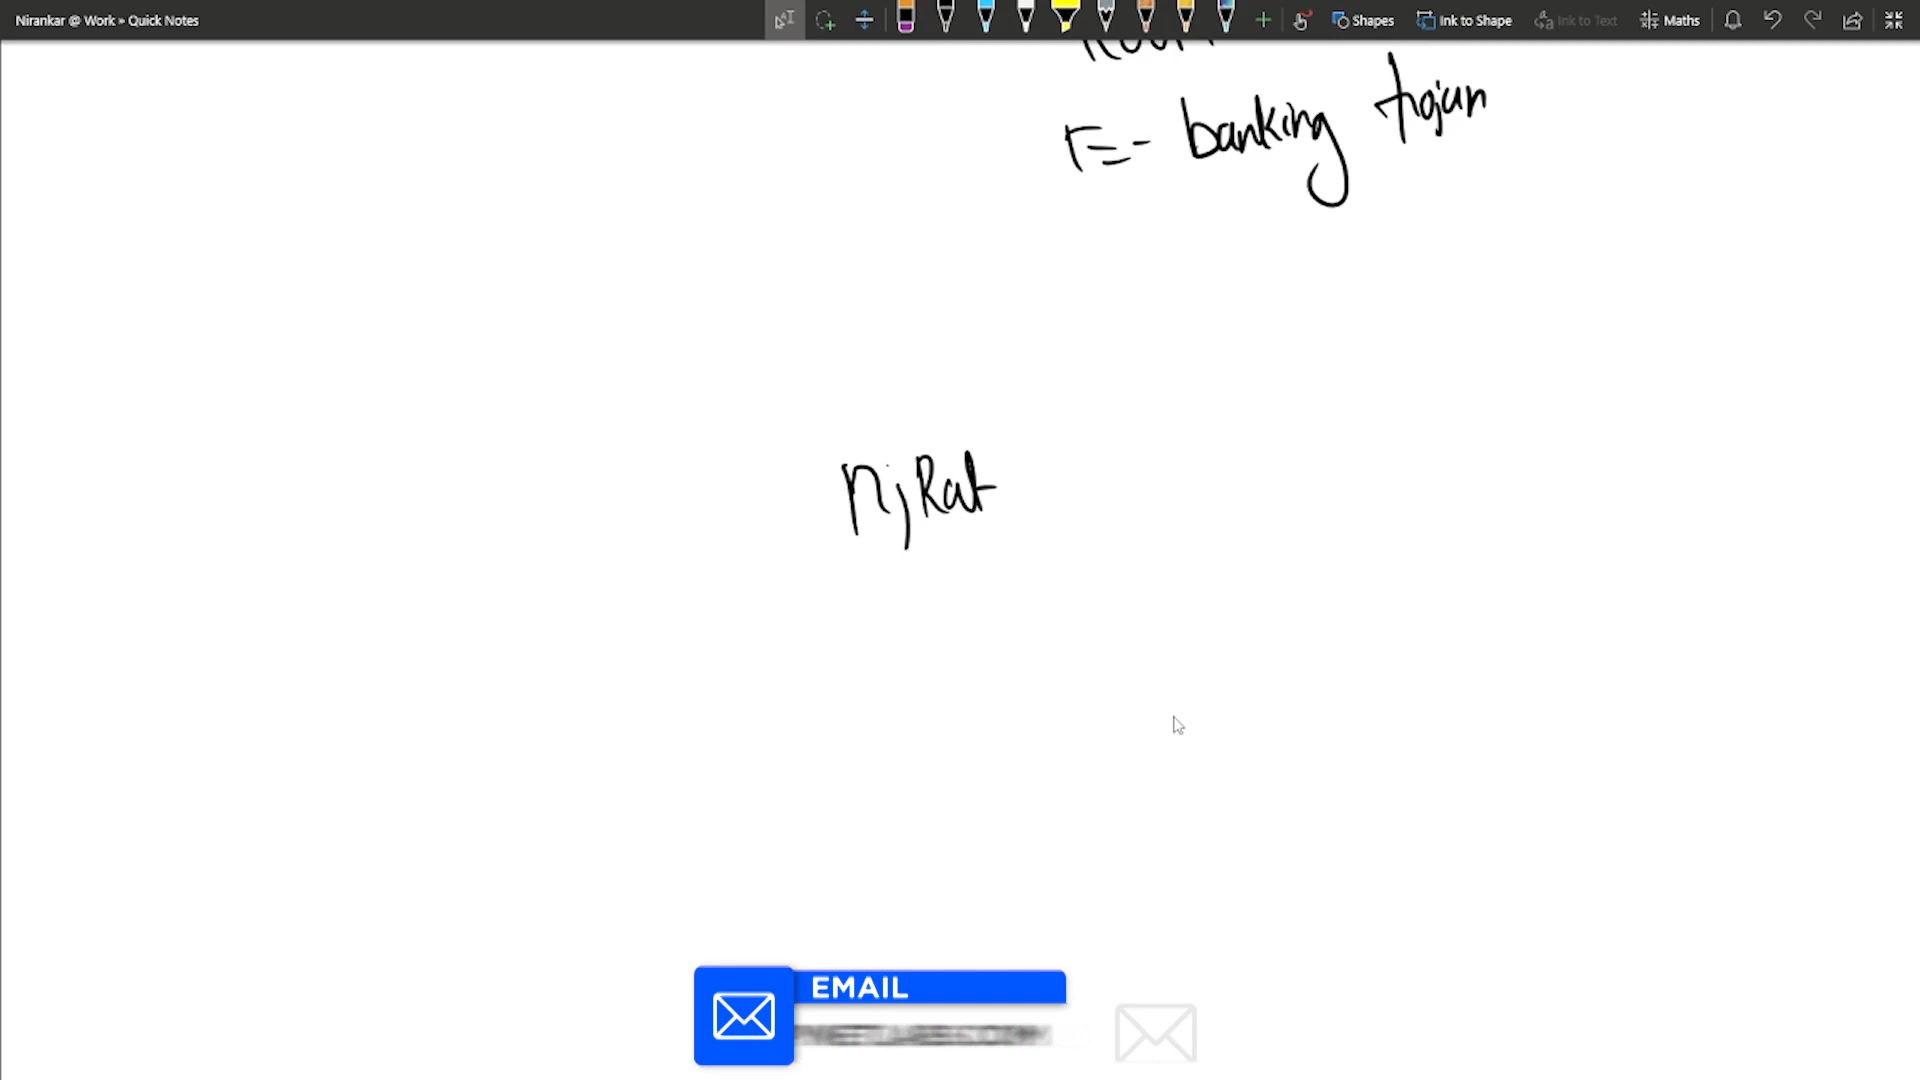 Nirankar @ Work » Quick Notes
Shapes
Ink to Shape
Ink to Text
Maths
E-- banking trojan
njRat
EMAIL